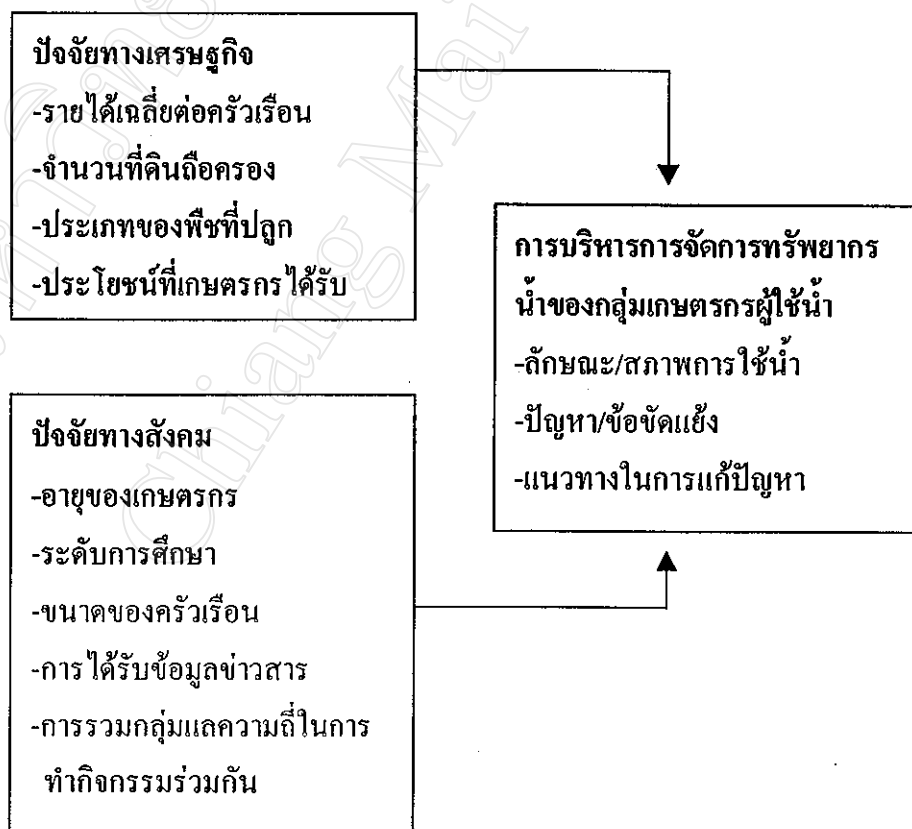 ปัจจัยทางเศรษฐกิจ
-รายได้เฉลี่ยต่อครัวเรือน
-จำนวนที่ดินถือครอง
-ประเภทของพืชที่ปลูก
-ประโยชน์ที่เกษตรกรได้รับ
ปัจจัยทางสังคม
-อายุของเกษตรกร
-ระดับการศึกษา
-ขนาดของครัวเรือน
-การได้รับข้อมูลข่าวสาร
-การรวมกลุ่มแลความถี่ในการ
ทำกิจกรรมร่วมกัน
การบริหารการจัดการทรัพยากร
น้ำของกลุ่มเกษตรกรผู้ใช้น้ำ
-ลักษณะ/สภาพการใช้น้ำ
-ปัญหา/ข้อขัดแย้ง
-แนวทางในการแก้ปัญหา
Chiang Mai